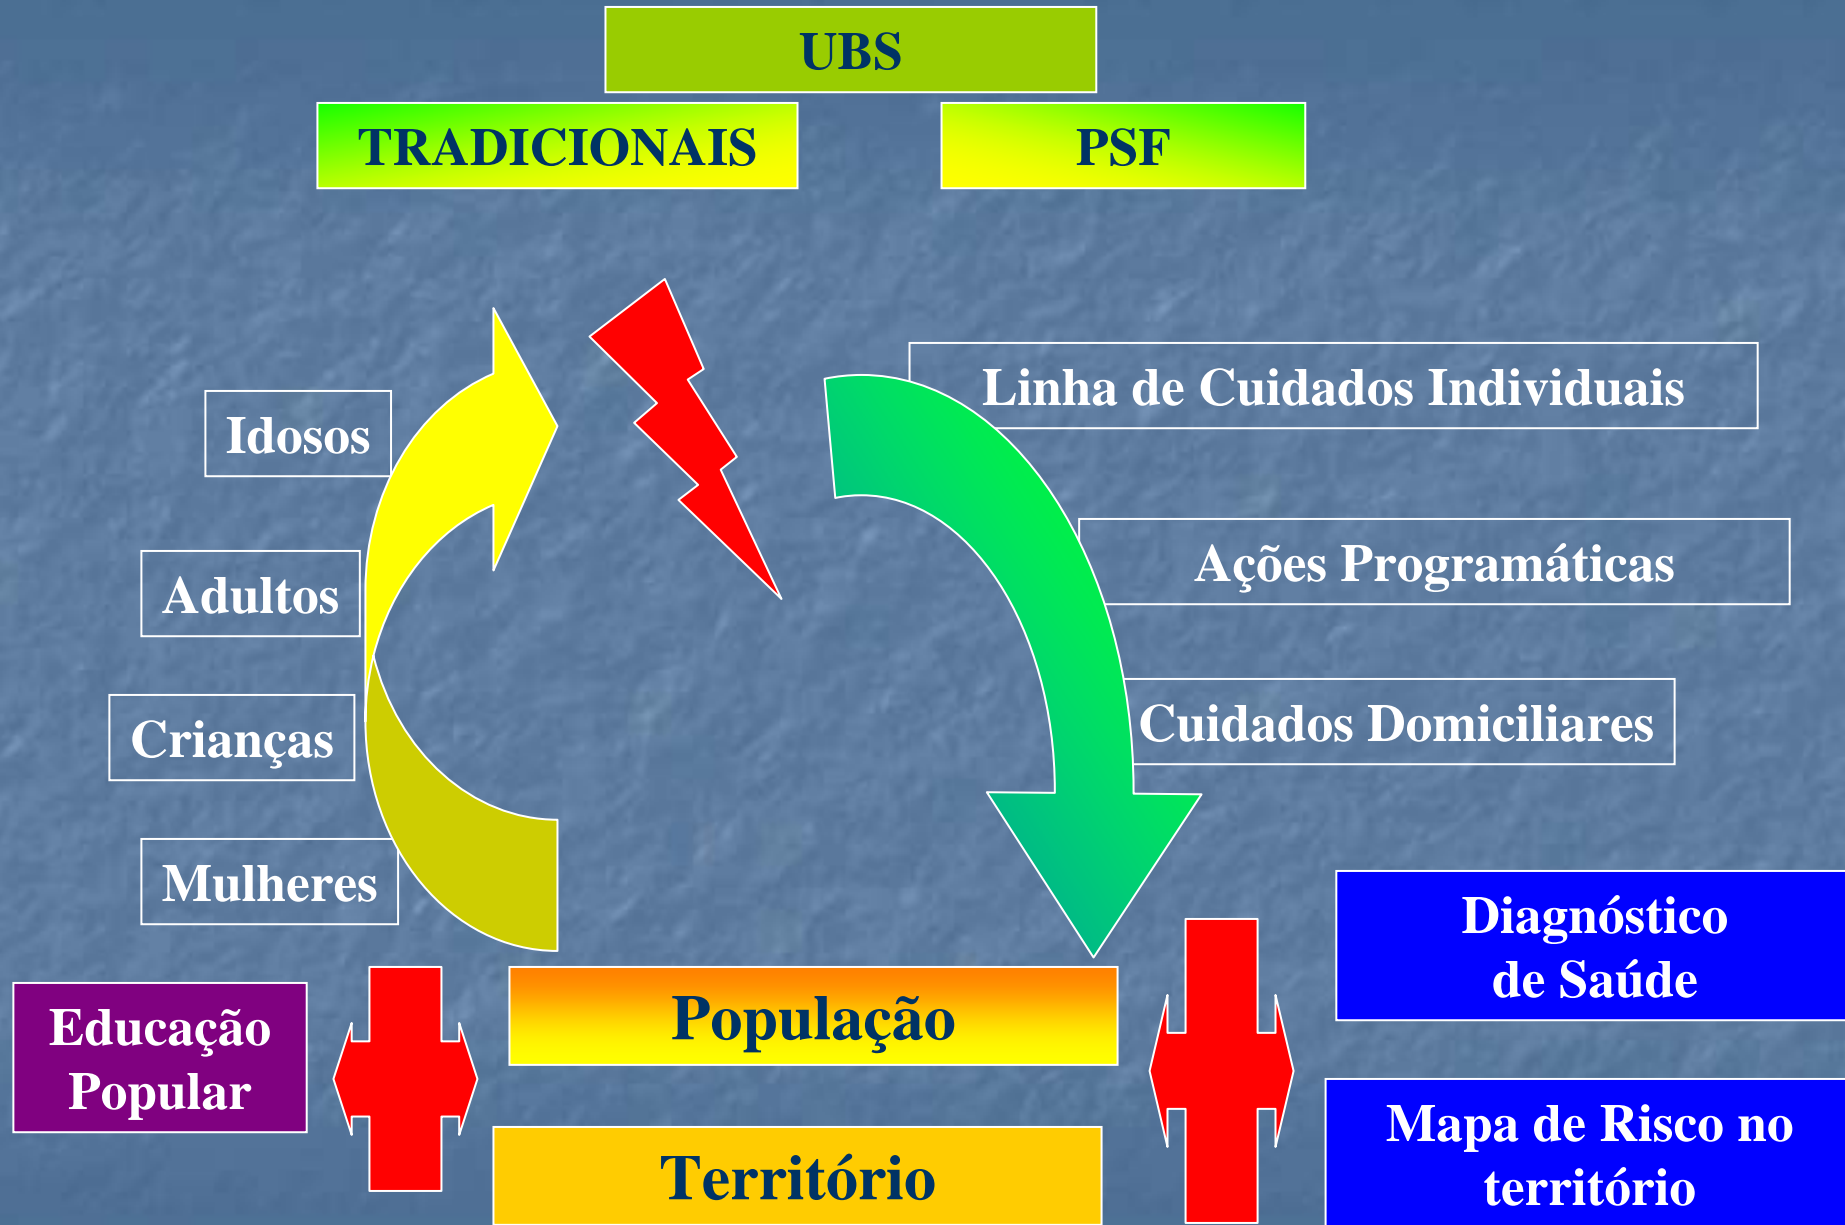 UBS
TRADICIONAIS
PSF
Linha de Cuidados Individuais
Idosos
Ações Programáticas
Adultos
Cuidados Domiciliares
Crianças
Mulheres
Diagnóstico
de Saúde
Educação
Popular
População
Mapa de Risco no
território
Território